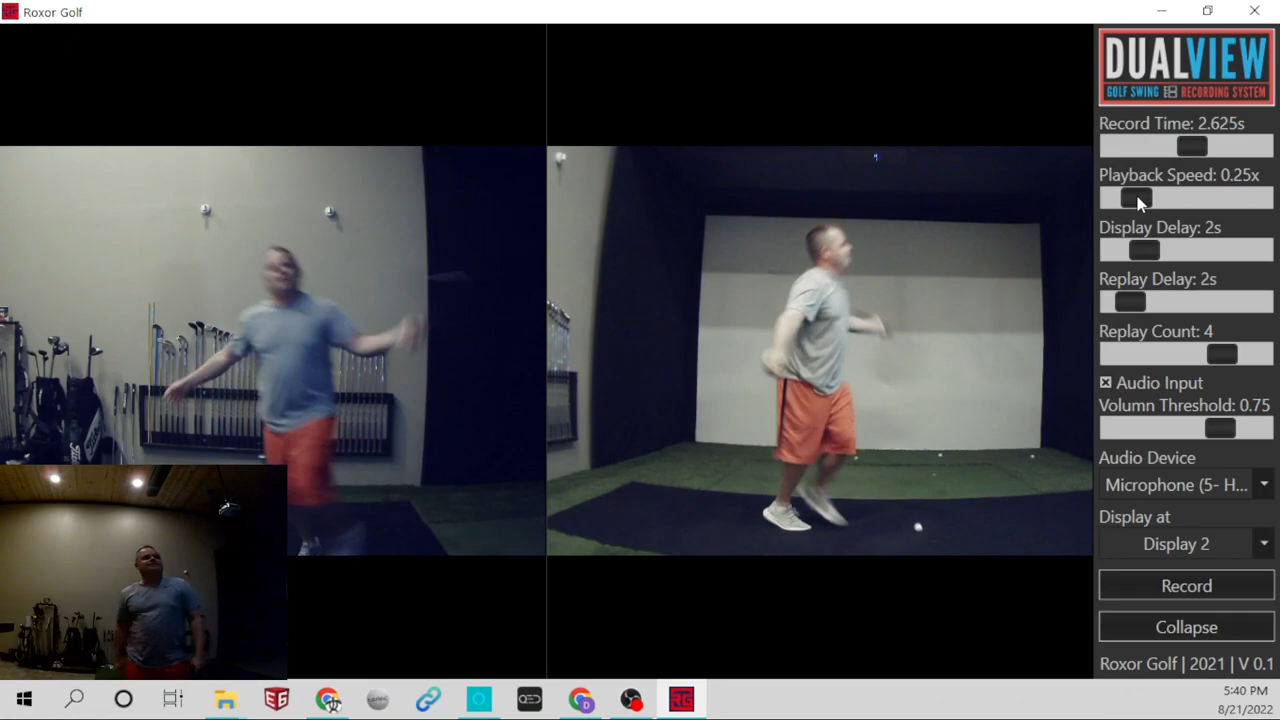 Roxor Golf
DUALVIEW
GOLF SWING RECORDING SYSTEM
Record Time: 2.625s
Playback Speed: 0.25x
Display Delay: 2s
Replay Delay: 2s
Replay Count: 4
Audio Input
Volumn Threshold: 0.75
Audio Device
Microphone (5- H...
Display at
Display 2
Record
Collapse
Roxor Golf | 2021 | V 0.1
:40 PM
8/21/2022